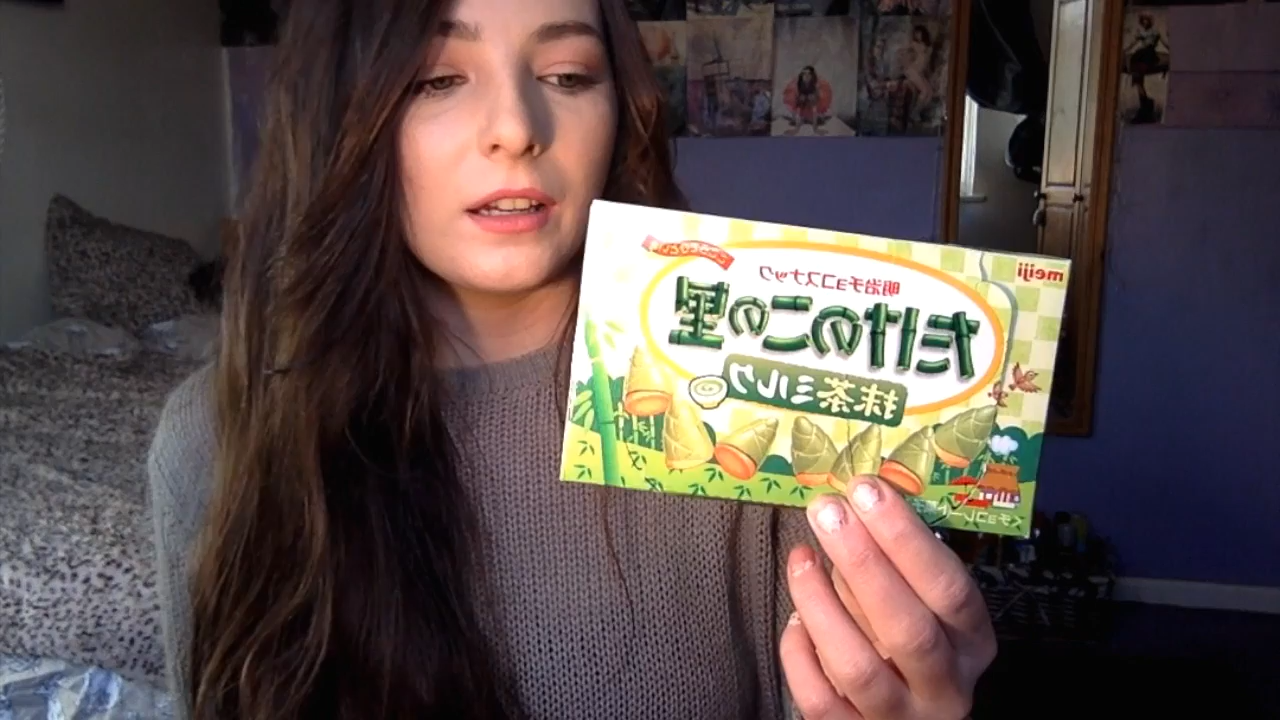 meiji
明治チョコスナック
たけのこの里
抹茶ミルク